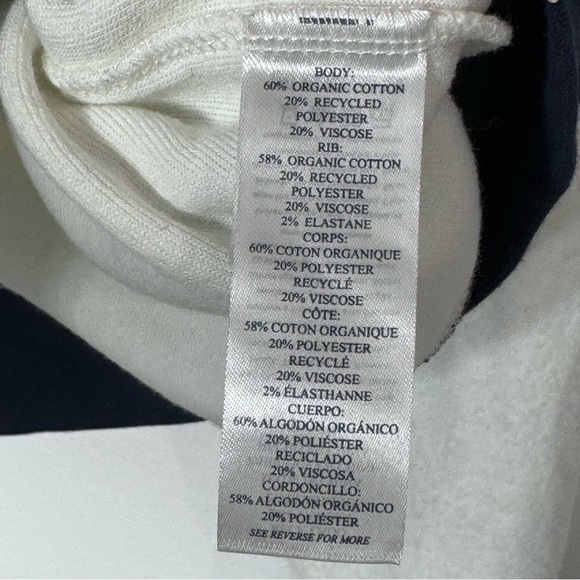 BODY:
60% ORGANIC COTTON
20% RECYCLED
POLYESTER
20% VISCOSE
RIB:
58% ORGANIC COTTON
20% RECYCLED
POLYESTER
20% VISCOSE
2% ELASTANE
CORPS:
60% COTON ORGANIQUE
20% POLYESTER
RECYCLÉ
20% VISCOSE
CÔTE:
58% COTON ORGANIQUE
20% POLYESTER
RECYCLÉ
20% VISCOSE
2% ÉLASTHANNE
CUERPO:
60% ALGODÓN ORGÁNICO
20% POLIÉSTER
RECICLADO
20% VISCOSA
CORDONCILLO:
58% ALGODÓN ORGÁNICO
20% POLIÉSTER
SEE REVERSE FOR MORE